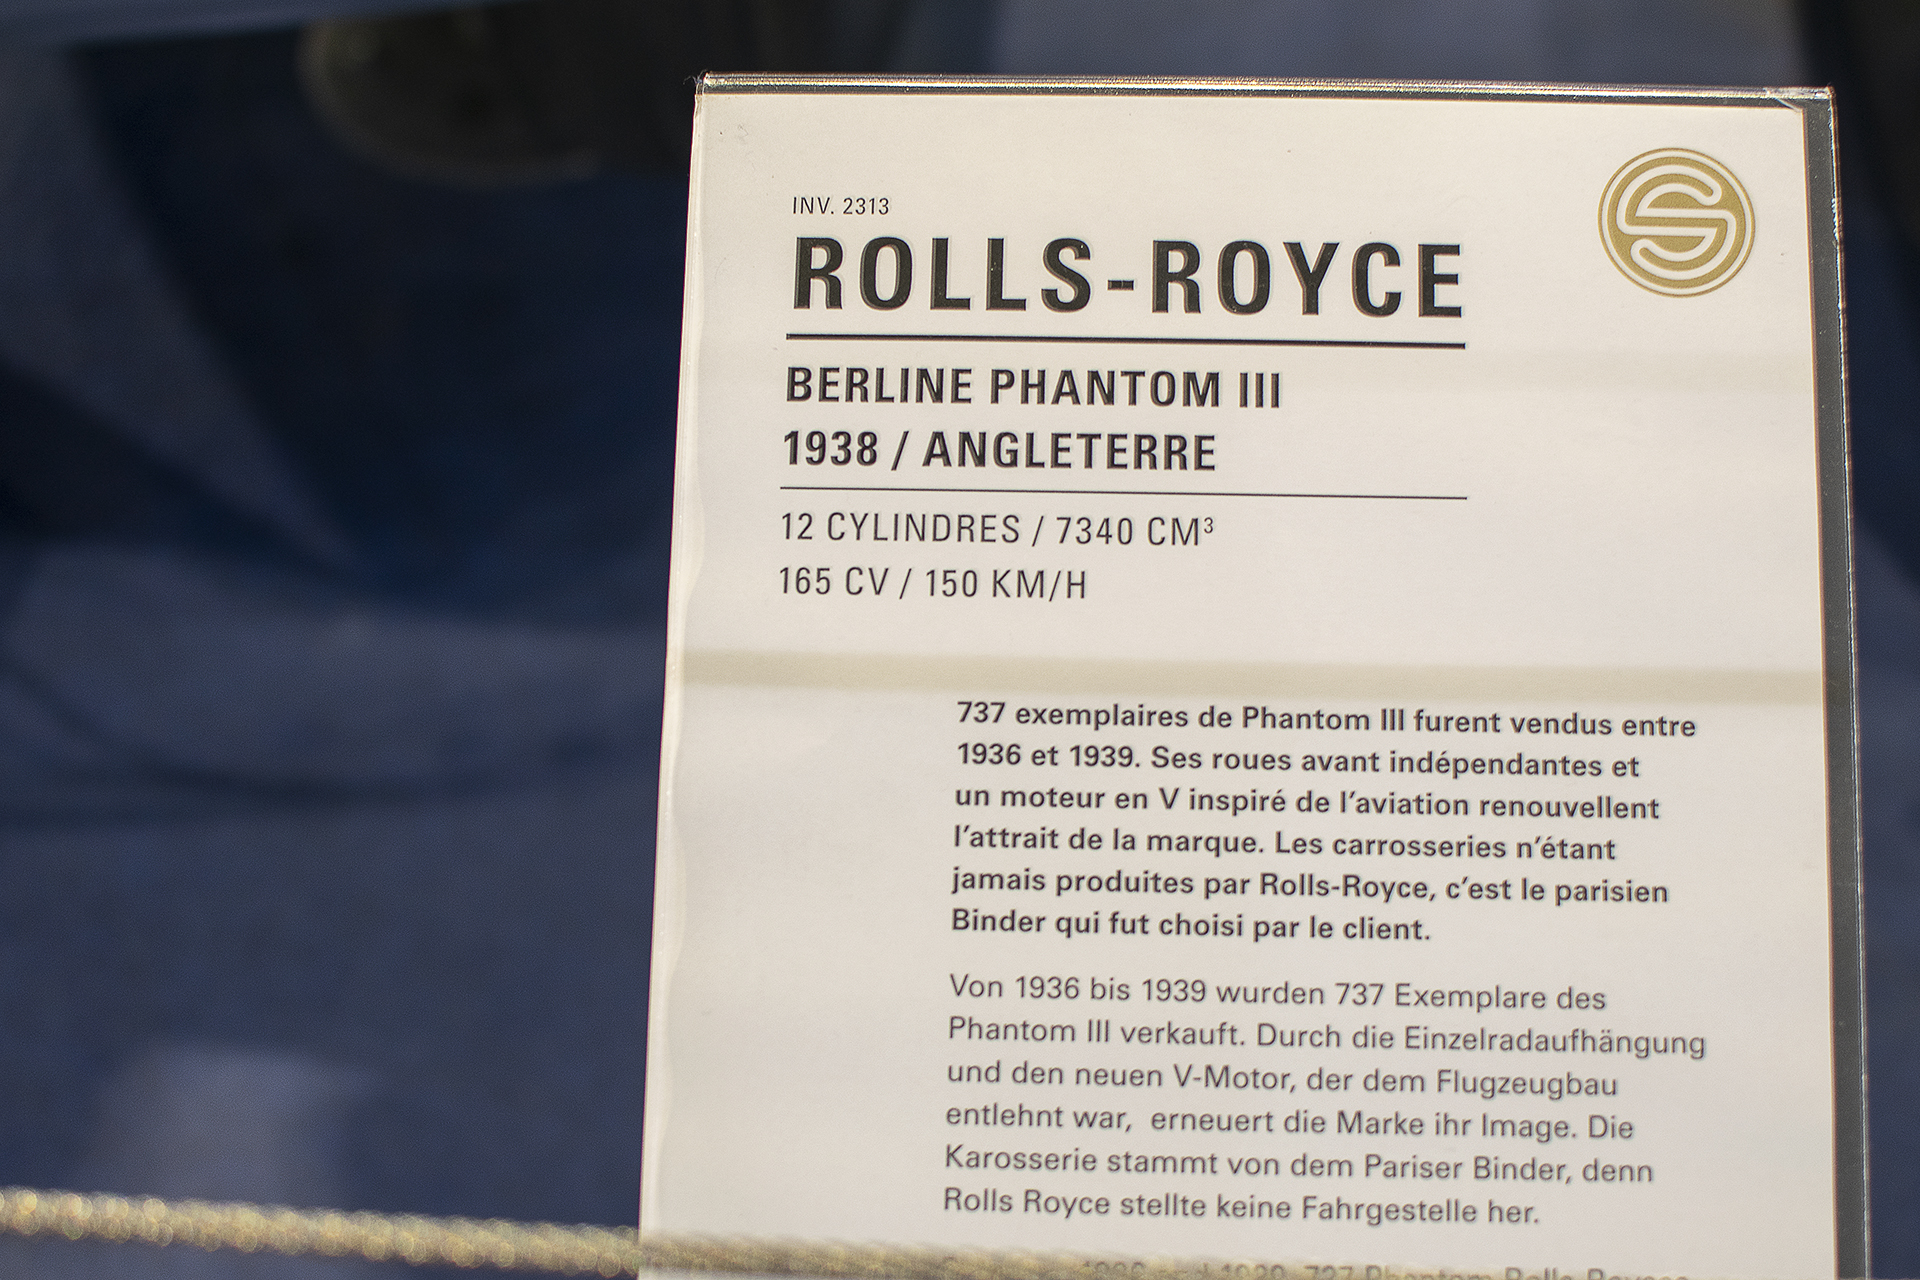 INV. 2313
S
ROLLS-ROYCE
BERLINE PHANTOM III
1938 / ANGLETERRE
12 CYLINDRES / 7340 CM³
165 CV / 150 KM/H
737 exemplaires de Phantom III furent vendus entre
1936 et 1939. Ses roues avant indépendantes et
un moteur en V inspiré de l’aviation renouvellent
l’attrait de la marque. Les carrosseries n’étant
jamais produites par Rolls-Royce, c’est le parisien
Binder qui fut choisi par le client.
Von 1936 bis 1939 wurden 737 Exemplare des
Phantom III verkauft. Durch die Einzelradaufhängung
und den neuen V-Motor, der dem Flugzeugbau
entlehnt war, erneuert die Marke ihr Image. Die
Karosserie stammt von dem Pariser Binder, denn
Rolls Royce stellte keine Fahrgestelle her.
1939, 737 Phantom Rolls